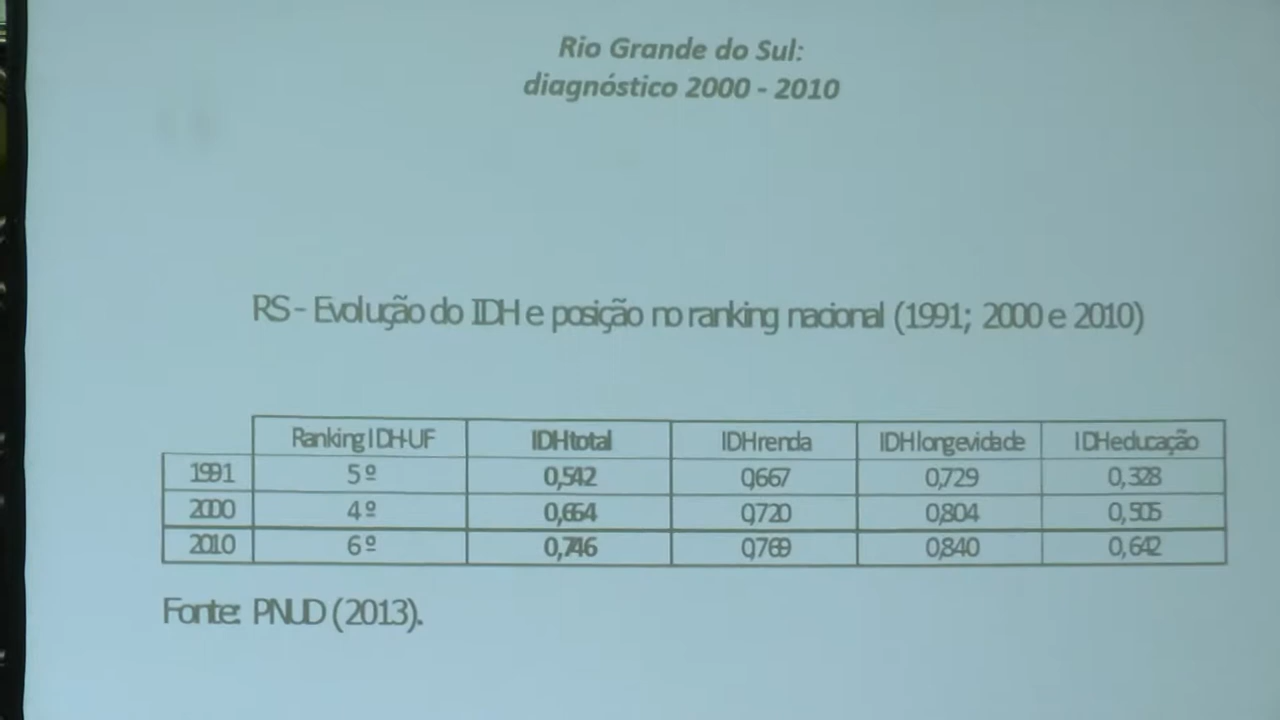 Rio Grande do Sul:
diagnóstico 2000 - 2010
RS - Evolução do IDH e posição no ranking nacional (1991; 2000 e 2010)
Ranking IDH-UF IDH total IDH renda IDH longevidade IDH educação
1991 5º 0,542 0,667 0,729 0,328
2000 4º 0,664 0,720 0,804 0,505
2010 6º 0,746 0,769 0,840 0,642
Fonte: PNUD (2013).